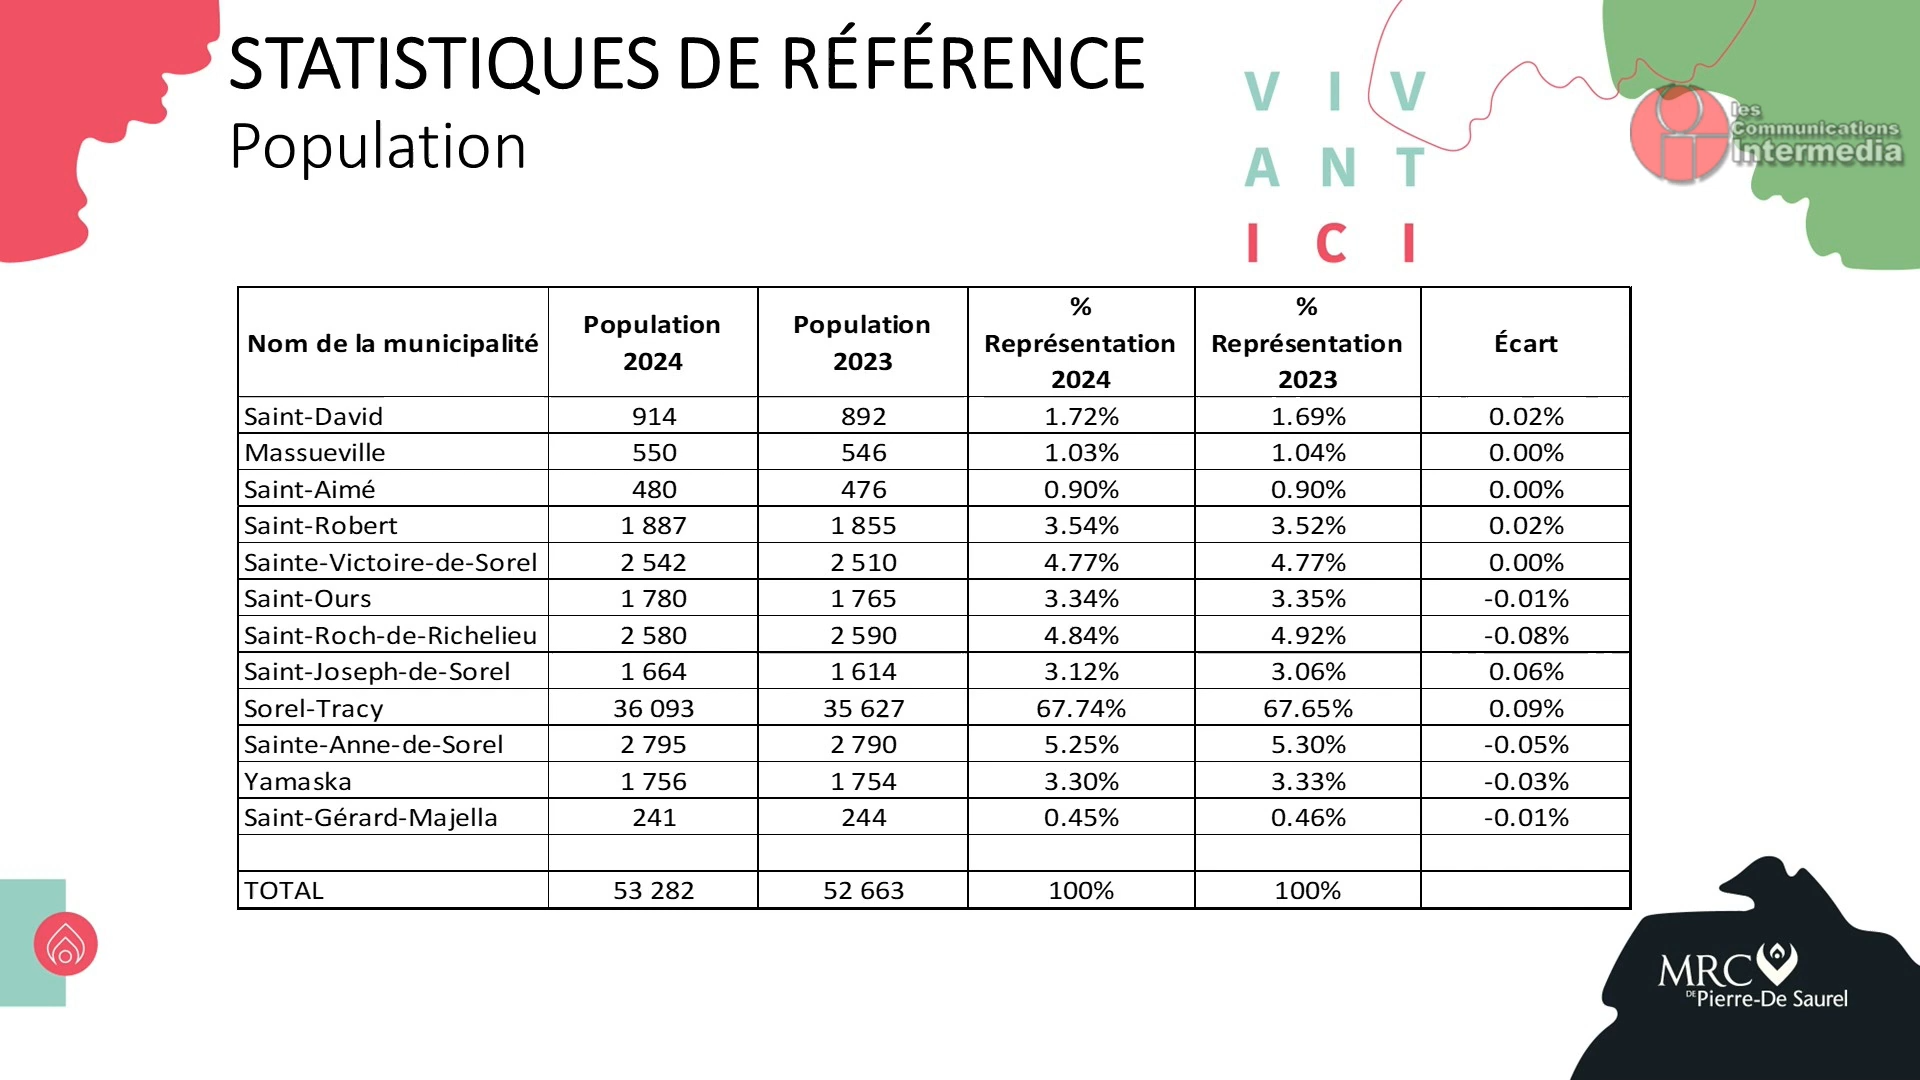 STATISTIQUES DE RÉFÉRENCE
Population
V I V
A N T
I C I
les
Communications
Intermedia
Nom de la municipalité Population 2024 Population 2023 % Représentation 2024 % Représentation 2023 Écart
Saint-David 914 892 1.72% 1.69% 0.02%
Massueville 550 546 1.03% 1.04% 0.00%
Saint-Aimé 480 476 0.90% 0.90% 0.00%
Saint-Robert 1 887 1 855 3.54% 3.52% 0.02%
Sainte-Victoire-de-Sorel 2 542 2 510 4.77% 4.77% 0.00%
Saint-Ours 1 780 1 765 3.34% 3.35% -0.01%
Saint-Roch-de-Richelieu 2 580 2 590 4.84% 4.92% -0.08%
Saint-Joseph-de-Sorel 1 664 1 614 3.12% 3.06% 0.06%
Sorel-Tracy 36 093 35 627 67.74% 67.65% 0.09%
Sainte-Anne-de-Sorel 2 795 2 790 5.25% 5.30% -0.05%
Yamaska 1 756 1 754 3.30% 3.33% -0.03%
Saint-Gérard-Majella 241 244 0.45% 0.46% -0.01%
TOTAL 53 282 52 663 100% 100%
MRC
DE Pierre-De Saurel